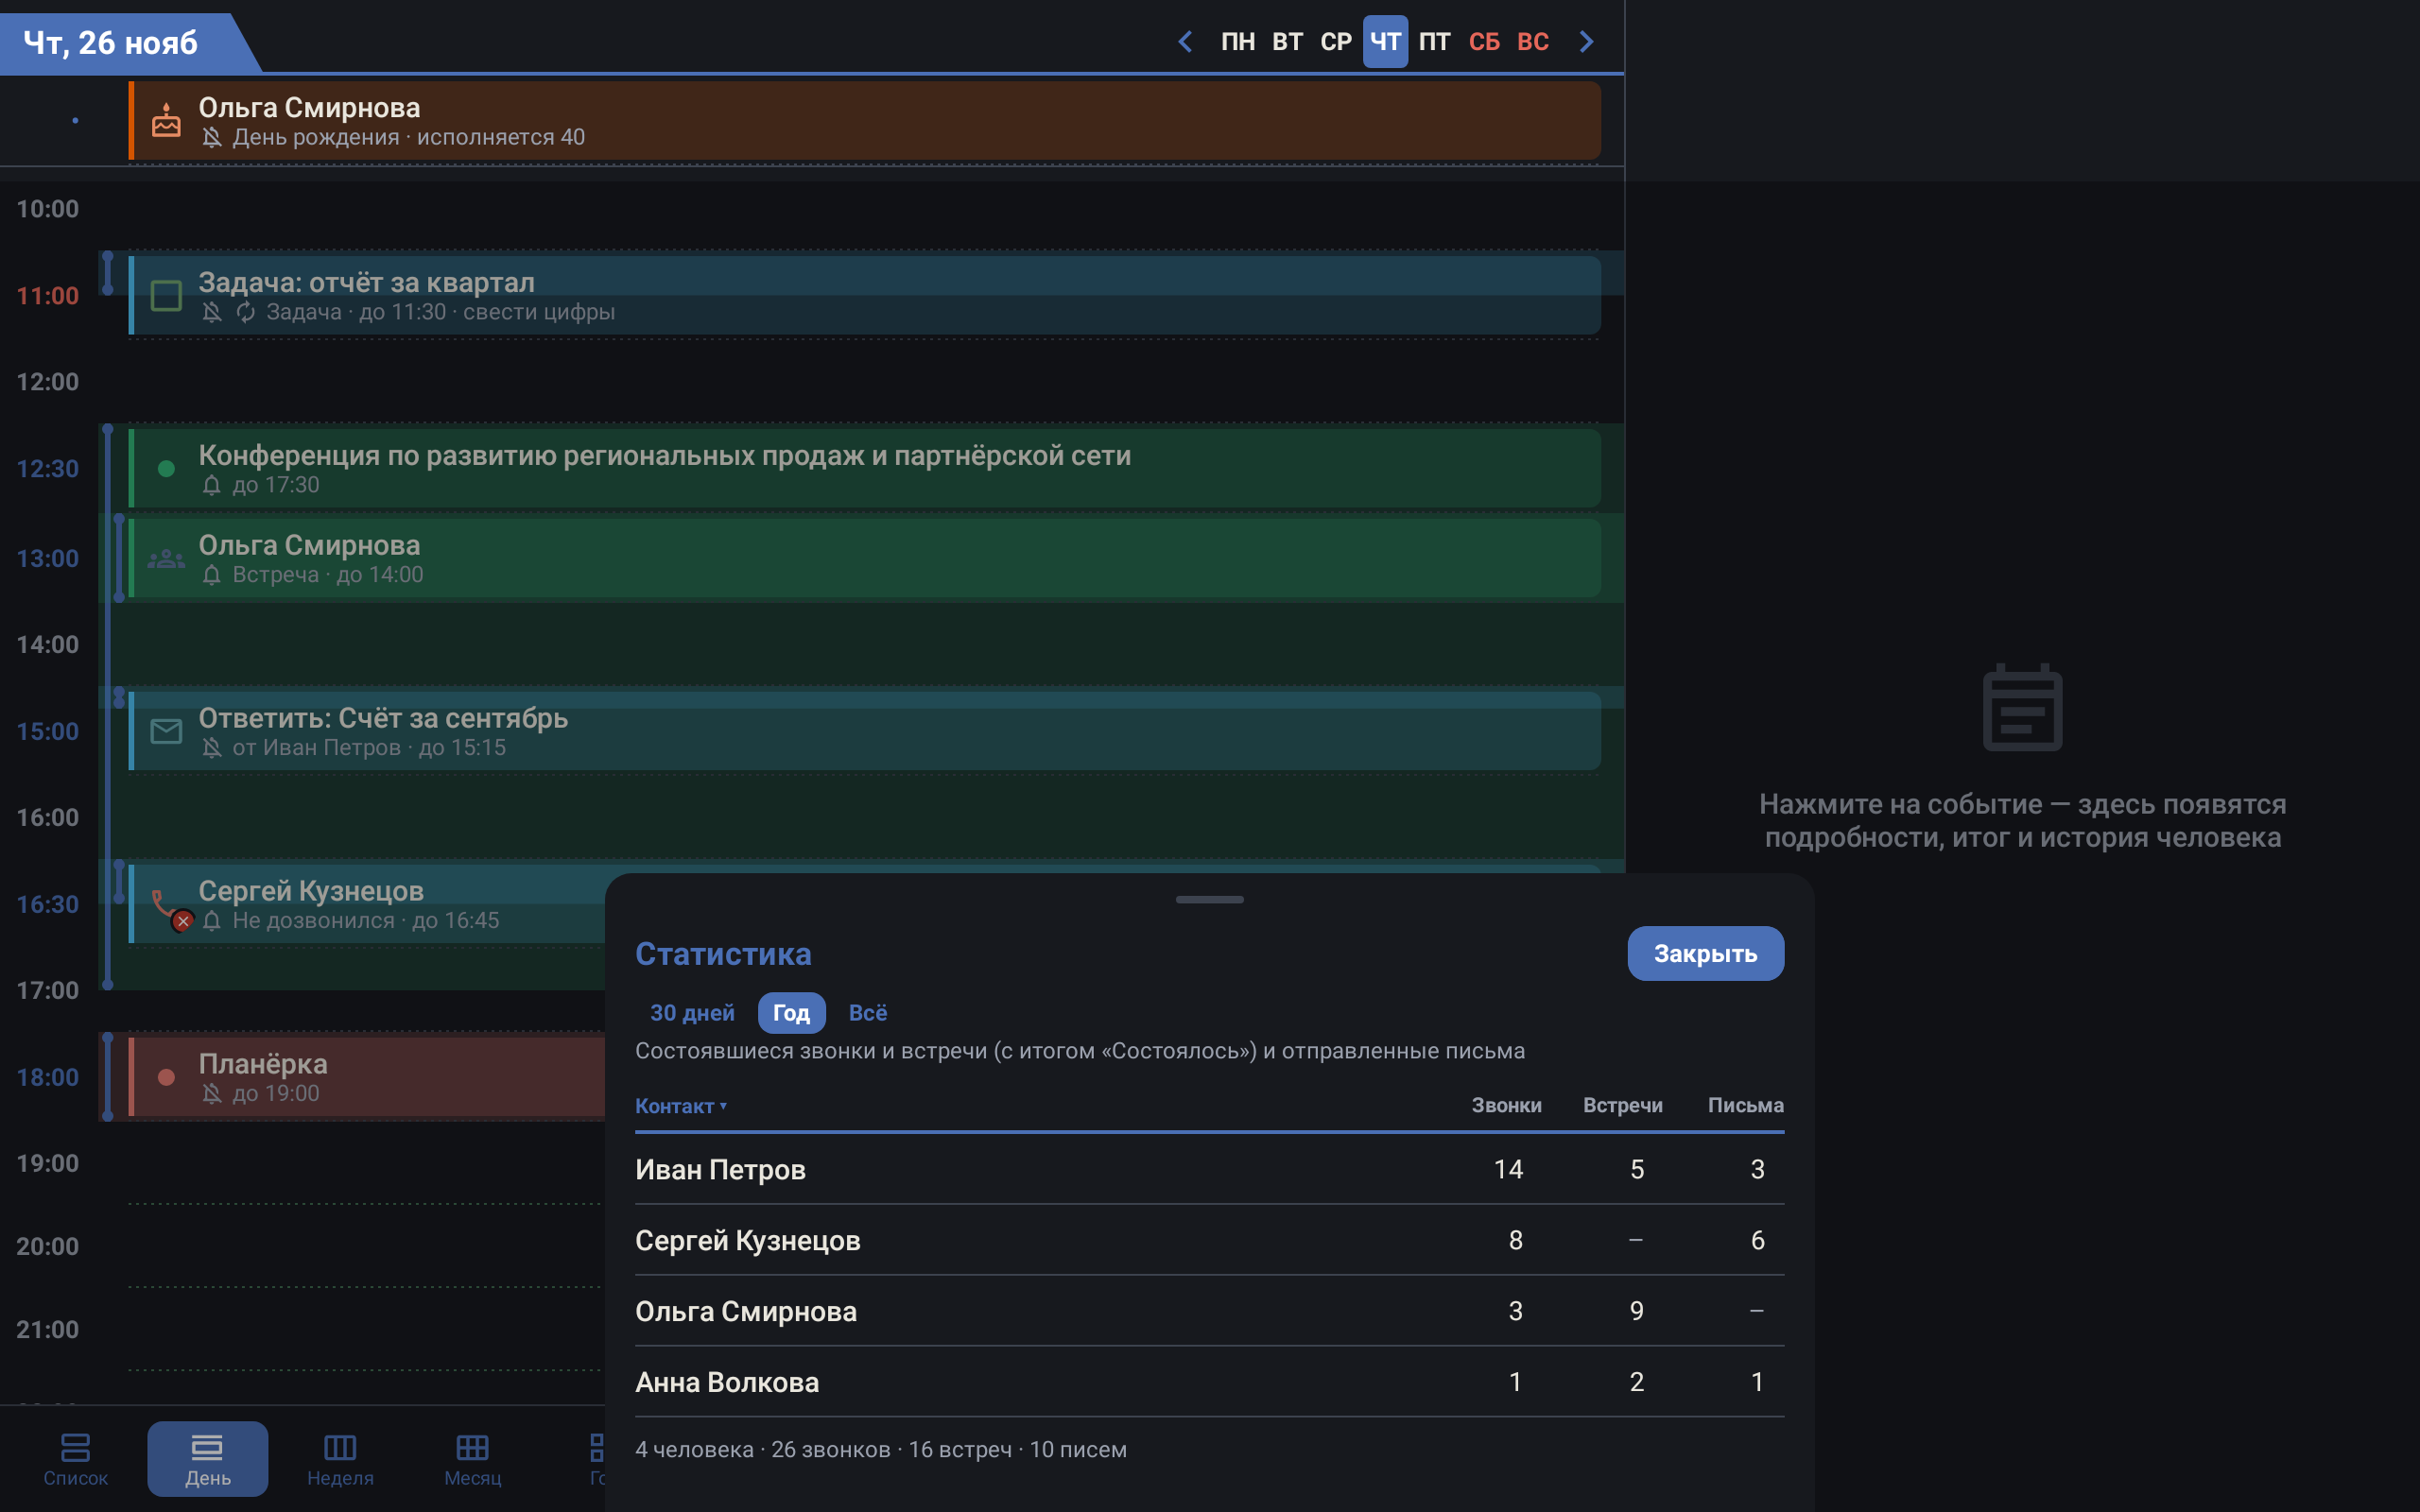 Чт, 26 нояб
ПН ВТ СР ЧТ ПТ СБ ВС
Ольга Смирнова
День рождения · исполняется 40
10:00
11:00
Задача: отчёт за квартал
Задача · до 11:30 · свести цифры
12:00
12:30
Конференция по развитию региональных продаж и партнёрской сети
до 17:30
13:00
Ольга Смирнова
Встреча · до 14:00
14:00
15:00
Ответить: Счёт за сентябрь
от Иван Петров · до 15:15
16:00
16:30
Сергей Кузнецов
Не дозвонился · до 16:45
17:00
18:00
Планёрка
до 19:00
19:00
20:00
21:00
Список
День
Неделя
Месяц
Нажмите на событие — здесь появятся
подробности, итог и история человека
Статистика
Закрыть
30 дней Год Всё
Состоявшиеся звонки и встречи (с итогом «Состоялось») и отправленные письма
Контакт ▾ Звонки Встречи Письма
Иван Петров 14 5 3
Сергей Кузнецов 8 – 6
Ольга Смирнова 3 9 –
Анна Волкова 1 2 1
4 человека · 26 звонков · 16 встреч · 10 писем